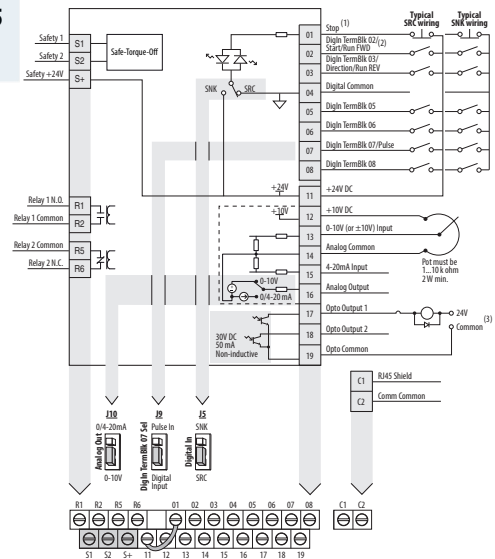 5
Typical SRC wiring
Typical SNK wiring
Safety 1
S1
Safety 2
S2
Safety +24V
S+
Safe-Torque-Off
SNK
SRC
01
Stop (1)
02
DigIn TermBlk 02/(2)
Start/Run FWD
03
DigIn TermBlk 03/
Direction/Run REV
04
Digital Common
05
DigIn TermBlk 05
06
DigIn TermBlk 06
07
DigIn TermBlk 07/Pulse
08
DigIn TermBlk 08
+24V
11
+24V DC
+10V
12
+10V DC
13
0-10V (or ±10V) Input
14
Analog Common
15
4-20mA Input
16
Analog Output
0-10V
0/4-20 mA
Pot must be
1...10 k ohm
2 W min.
Relay 1 N.O.
R1
Relay 1 Common
R2
Relay 2 Common
R5
Relay 2 N.C.
R6
17
Opto Output 1
18
Opto Output 2
19
Opto Common
24V
Common
(3)
30V DC
50 mA
Non-inductive
C1
RJ45 Shield
C2
Comm Common
J10
0/4-20mA
Analog Out
0-10V
J9
Pulse In
DigIn TermBlk 07 Sel
Digital
Input
J5
SNK
Digital In
SRC
R1 R2 R5 R6 01 02 03 04 05 06 07 08 C1 C2
S1 S2 S+ 11 12 13 14 15 16 17 18 19